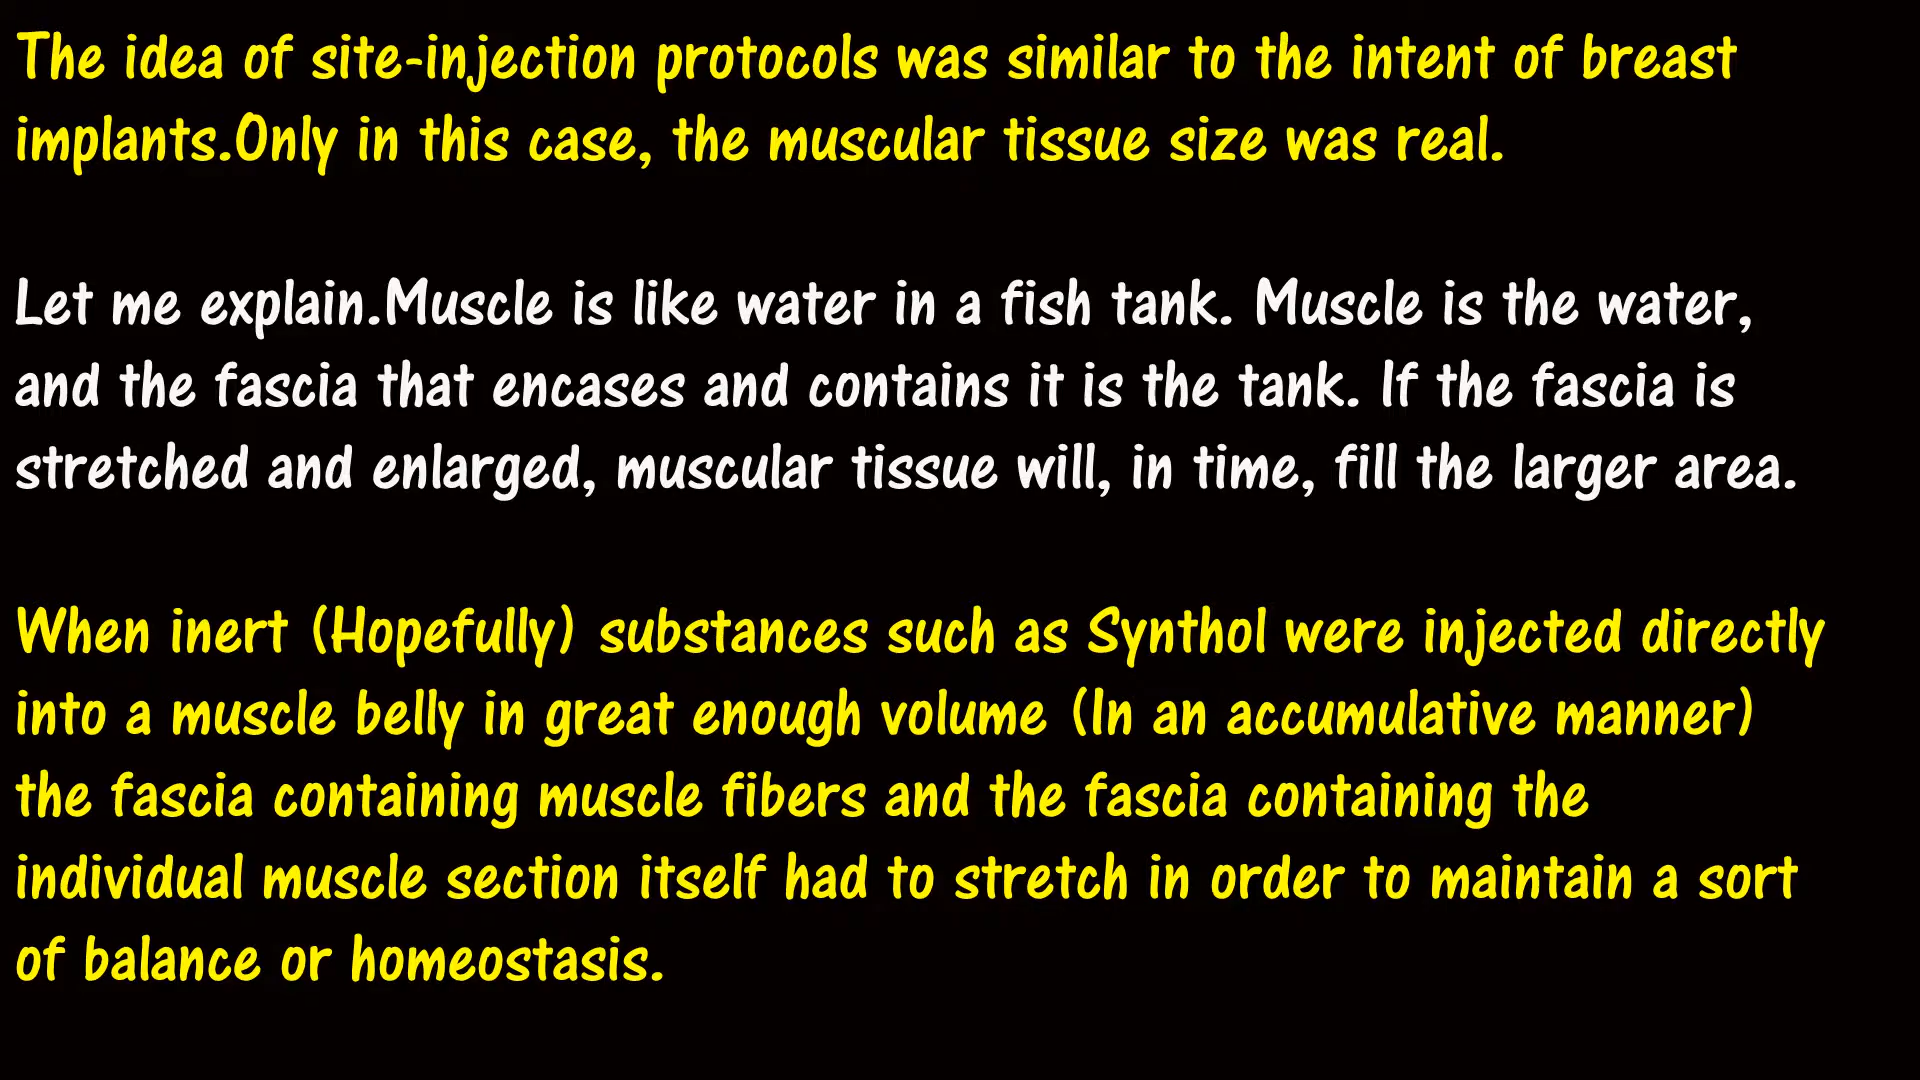 The idea of site-injection protocols was similar to the intent of breast
implants.Only in this case, the muscular tissue size was real.
Let me explain.Muscle is like water in a fish tank. Muscle is the water,
and the fascia that encases and contains it is the tank. If the fascia is
stretched and enlarged, muscular tissue will, in time, fill the larger area.
When inert (Hopefully) substances such as Synthol were injected directly
into a muscle belly in great enough volume (In an accumulative manner)
the fascia containing muscle fibers and the fascia containing the
individual muscle section itself had to stretch in order to maintain a sort
of balance or homeostasis.